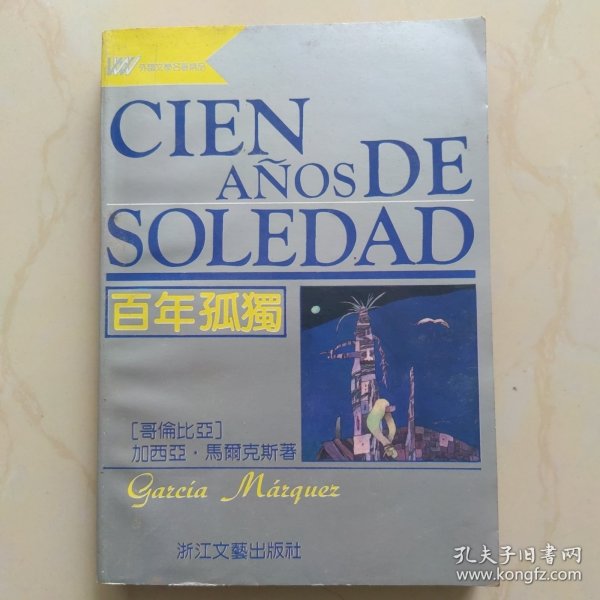 外國文學名著精品
CIEN
AÑOS DE
SOLEDAD
百年孤獨
[哥倫比亞]
加西亞·馬爾克斯著
García Márquez
浙江文藝出版社
孔夫子旧书网
www.kongfz.com